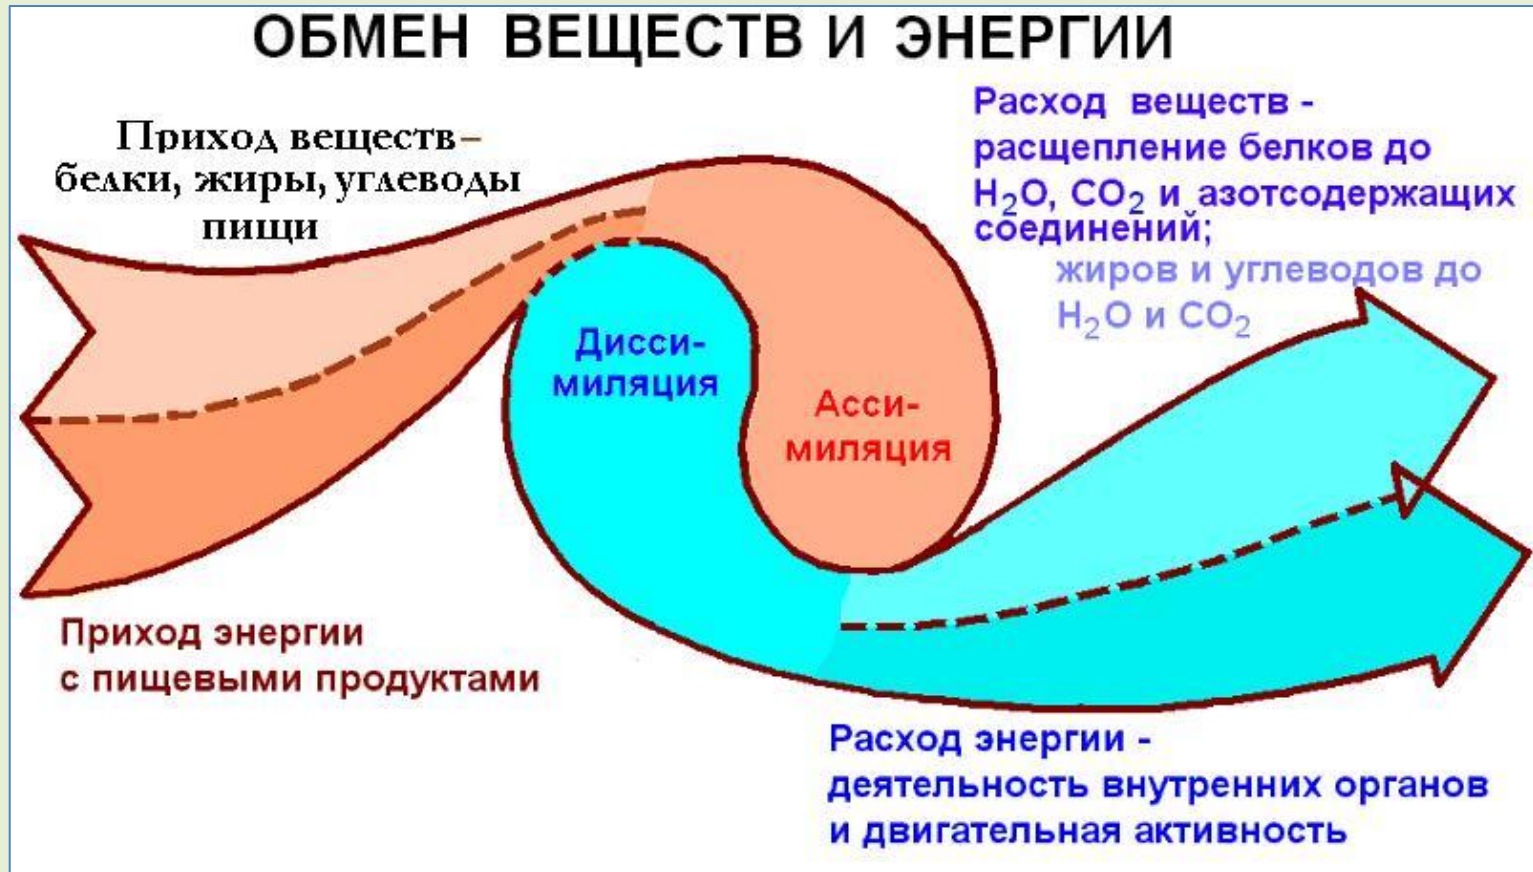 ОБМЕН ВЕЩЕСТВ И ЭНЕРГИИ
Приход веществ–
белки, жиры, углеводы
пищи
Расход веществ -
расщепление белков до
H₂O, CO₂ и азотсодержащих
соединений;
жиров и углеводов до
H₂O и CO₂
Дисси-
миляция
Асси-
миляция
Приход энергии
с пищевыми продуктами
Расход энергии -
деятельность внутренних органов
и двигательная активность